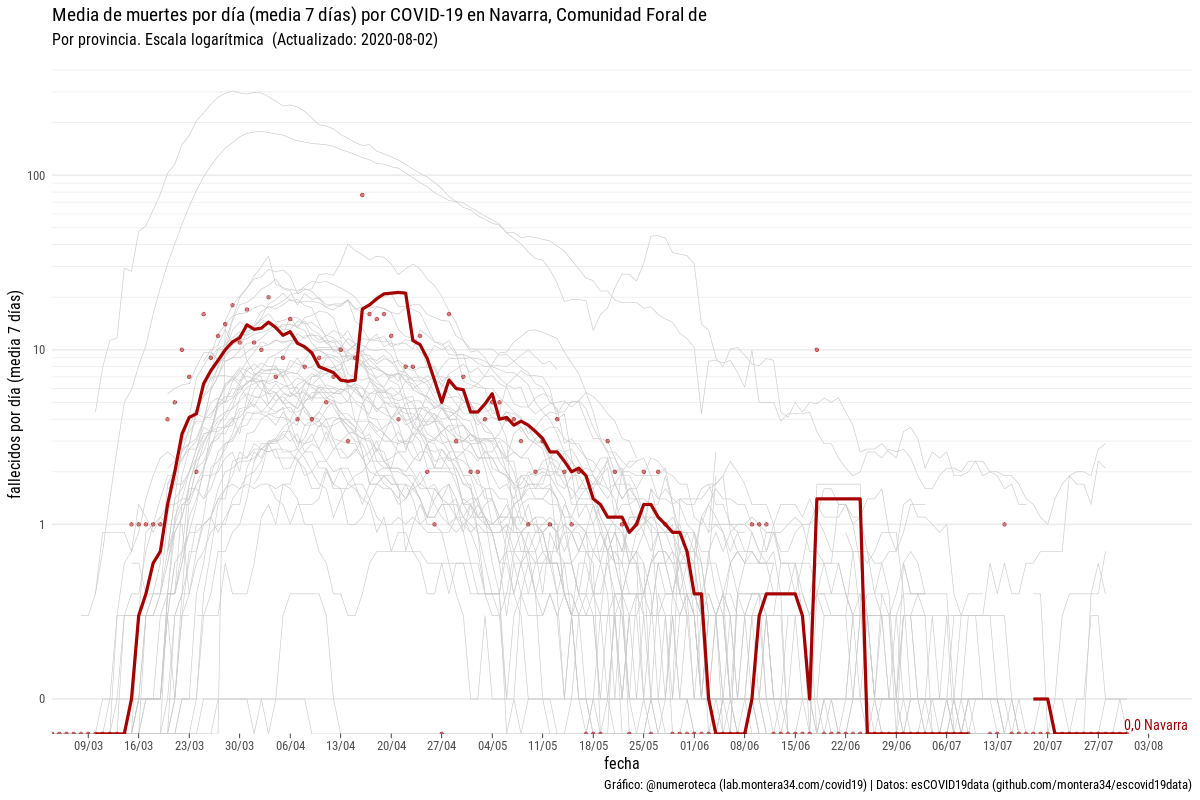 Media de muertes por día (media 7 días) por COVID-19 en Navarra, Comunidad Foral de
Por provincia. Escala logarítmica  (Actualizado: 2020-08-02)
fallecidos por día (media  7 días)
100
10
1
0
0,0 Navarra
09/03 16/03 23/03 30/03 06/04 13/04 20/04 27/04 04/05 11/05 18/05 25/05 01/06 08/06 15/06 22/06 29/06 06/07 13/07 20/07 27/07 03/08
fecha
Gráfico: @numeroteca (lab.montera34.com/covid19) | Datos: esCOVID19data (github.com/montera34/escovid19data)